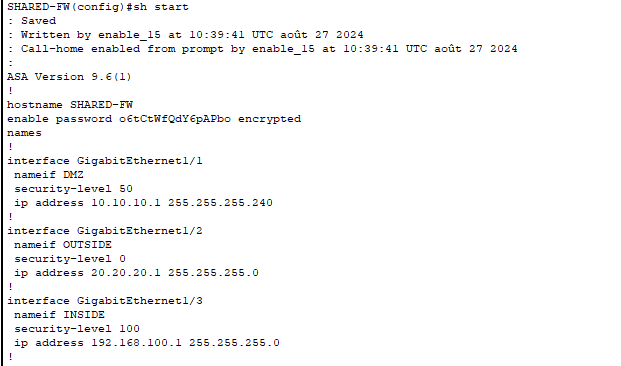 SHARED-FW(config)#sh start
: Saved
: Written by enable_15 at 10:39:41 UTC août 27 2024
: Call-home enabled from prompt by enable_15 at 10:39:41 UTC août 27 2024
:
ASA Version 9.6(1)
!
hostname SHARED-FW
enable password o6tCtWfQdY6pAPbo encrypted
names
!
interface GigabitEthernet1/1
 nameif DMZ
 security-level 50
 ip address 10.10.10.1 255.255.255.240
!
interface GigabitEthernet1/2
 nameif OUTSIDE
 security-level 0
 ip address 20.20.20.1 255.255.255.0
!
interface GigabitEthernet1/3
 nameif INSIDE
 security-level 100
 ip address 192.168.100.1 255.255.255.0
!